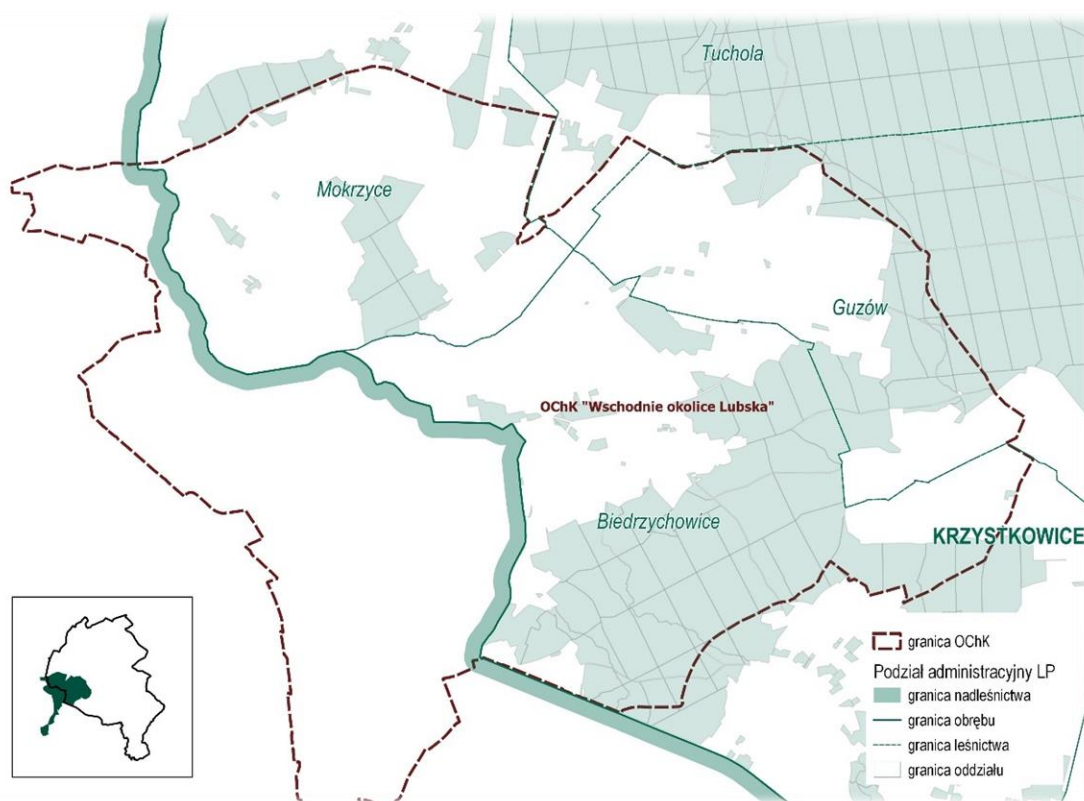 Tuchola
Mokrzyce
Guzów
OChK "Wschodnie okolice Lubska"
Biedrzychowice
KRZYSTKOWICE
granica OChK
Podział administracyjny LP
granica nadleśnictwa
granica obrębu
granica leśnictwa
granica oddziału